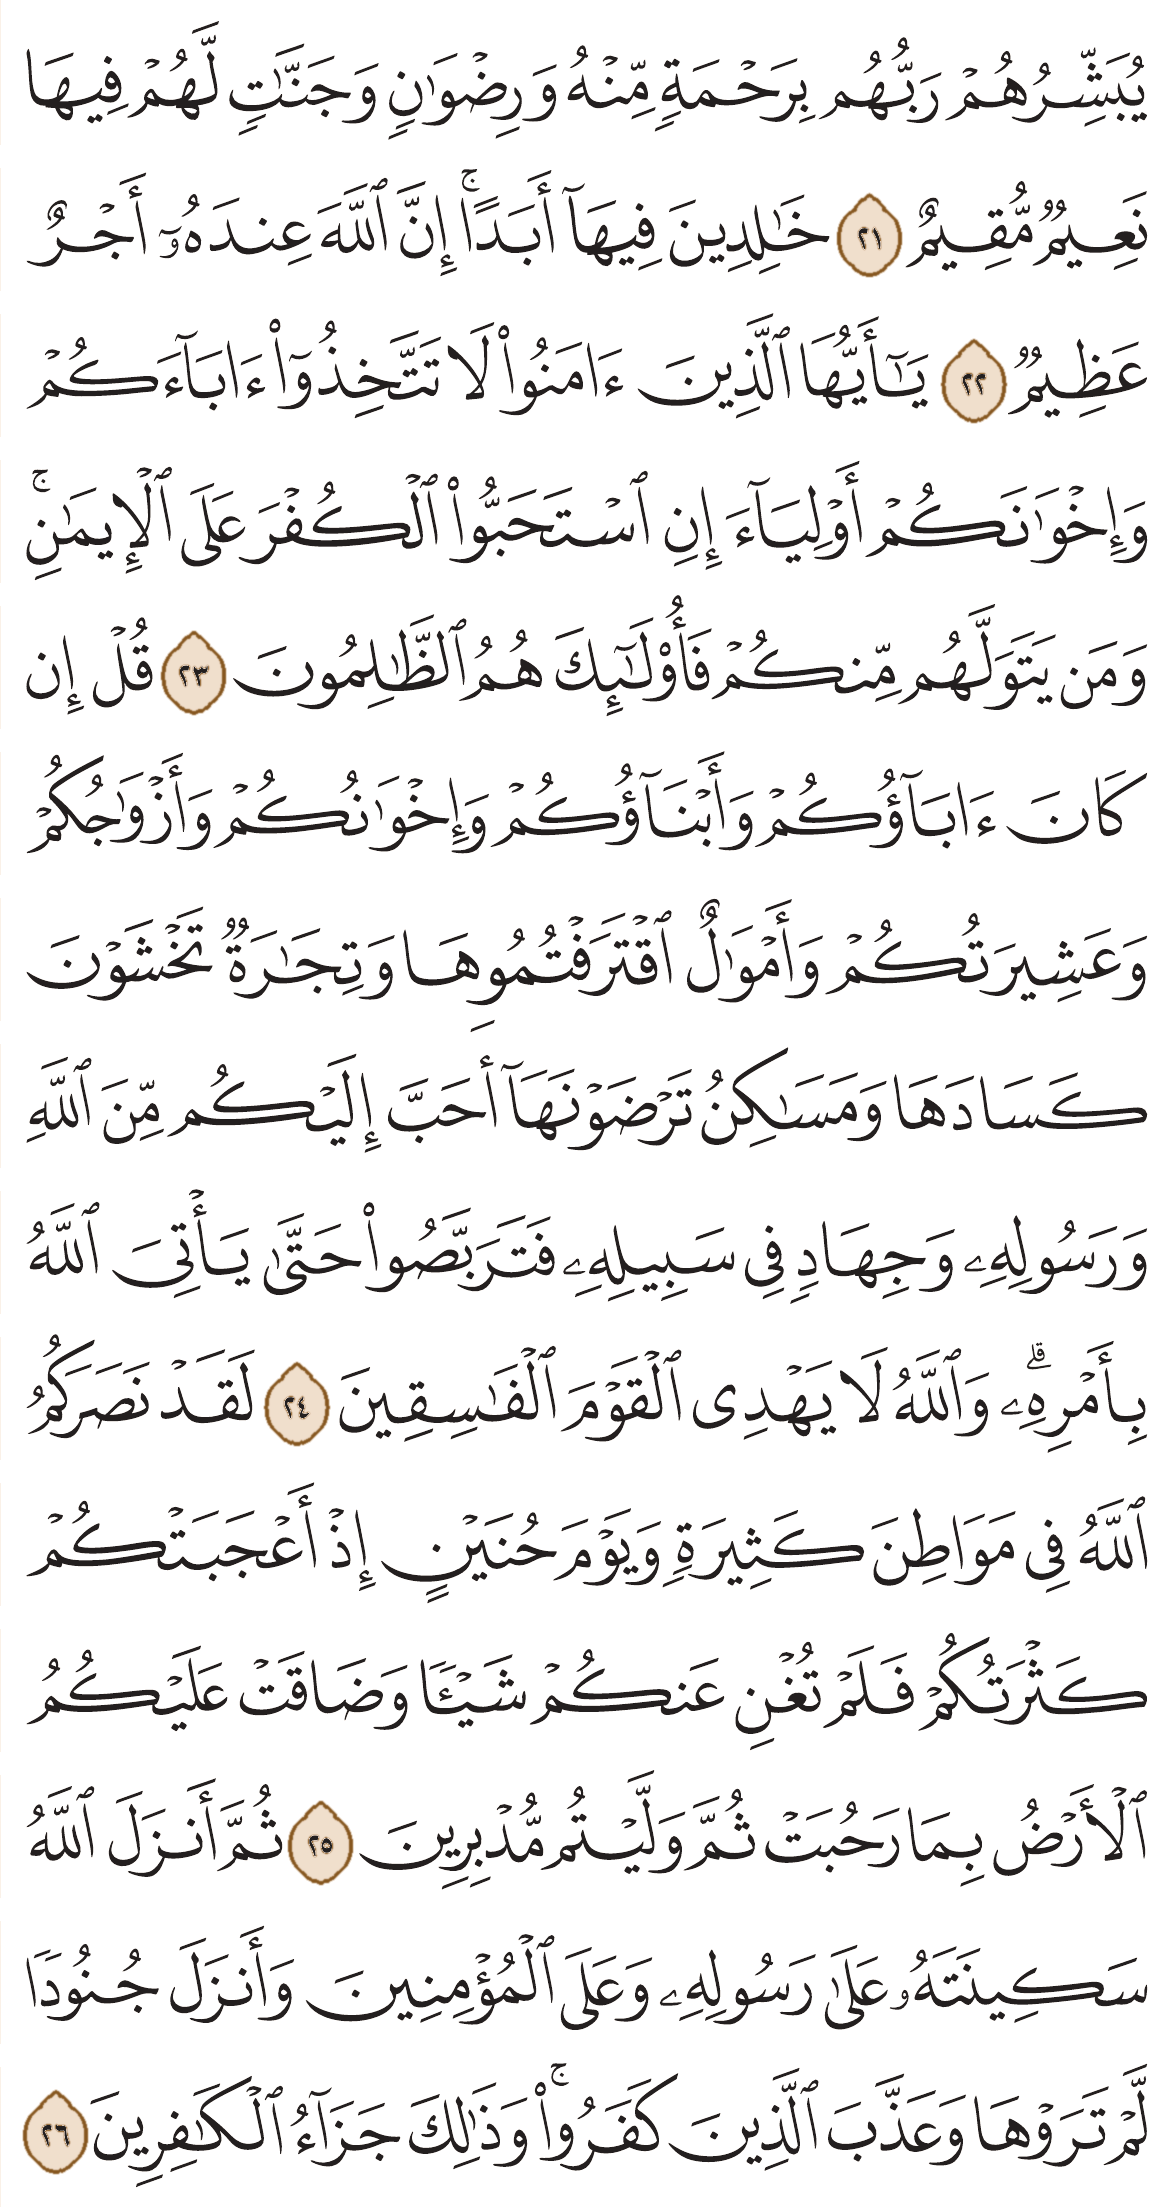 يُبَشِّرُهُمۡ رَبُّهُم بِرَحۡمَةٍ مِّنۡهُ وَرِضۡوَٰنٍ وَجَنَّٰتٍ لَّهُمۡ فِيهَا
نَعِيمٌ مُّقِيمٌ ٢١ خَٰلِدِينَ فِيهَآ أَبَدًاۚ إِنَّ ٱللَّهَ عِندَهُۥٓ أَجۡرٌ
عَظِيمٌ ٢٢ يَٰٓأَيُّهَا ٱلَّذِينَ ءَامَنُواْ لَا تَتَّخِذُوٓاْ ءَابَآءَكُمۡ
وَإِخۡوَٰنَكُمۡ أَوۡلِيَآءَ إِنِ ٱسۡتَحَبُّواْ ٱلۡكُفۡرَ عَلَى ٱلۡإِيمَٰنِۚ
وَمَن يَتَوَلَّهُم مِّنكُمۡ فَأُوْلَٰٓئِكَ هُمُ ٱلظَّٰلِمُونَ ٢٣ قُلۡ إِن
كَانَ ءَابَآؤُكُمۡ وَأَبۡنَآؤُكُمۡ وَإِخۡوَٰنُكُمۡ وَأَزۡوَٰجُكُمۡ
وَعَشِيرَتُكُمۡ وَأَمۡوَٰلٌ ٱقۡتَرَفۡتُمُوِهَا وَتِجَٰرَةٌ تَخۡشَوۡنَ
كَسَادَهَا وَمَسَٰكِنُ تَرۡضَوۡنَهَآ أحَبَّ إِلَيۡكُم مِّنَ ٱللَّهِ
وَرَسُولِهِۦ وَجِهَادٍ فِي سَبِيلِهِۦ فَتَرَبَّصُواْ حَتَّىٰ يَأۡتِيَ ٱللَّهُ
بِأَمۡرِهِۦۗ وَٱللَّهُ لَا يَهۡدِي ٱلۡقَوۡمَ ٱلۡفَٰسِقِينَ ٢٤ لَقَدۡ نَصَرَكُمُ
ٱللَّهُ فِي مَوَاطِنَ كَثِيرَةٍ وَيَوۡمَ حُنَيۡنٍ إِذۡ أَعۡجَبَتۡكُمۡ
كَثۡرَتُكُمۡ فَلَمۡ تُغۡنِ عَنكُمۡ شَيۡـًٔا وَضَاقَتۡ عَلَيۡكُمُ
ٱلۡأَرۡضُ بِمَا رَحُبَتۡ ثُمَّ وَلَّيۡتُم مُّدۡبِرِينَ ٢٥ ثُمَّ أَنزَلَ ٱللَّهُ
سَكِينَتَهُۥ عَلَىٰ رَسُولِهِۦ وَعَلَى ٱلۡمُؤۡمِنِينَ وَأَنزَلَ جُنُودًا
لَّمۡ تَرَوۡهَا وَعَذَّبَ ٱلَّذِينَ كَفَرُواْۚ وَذَٰلِكَ جَزَآءُ ٱلۡكَٰفِرِينَ ٢٦